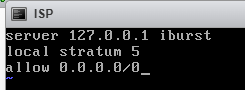 ISP
server 127.0.0.1 iburst
local stratum 5
allow 0.0.0.0/0_
~